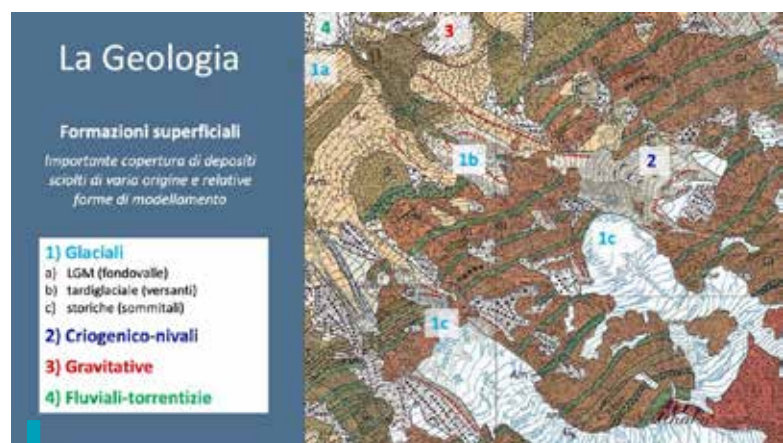 La Geologia
Formazioni superficiali
Importante copertura di depositi
sciolti di varia origine e relative
forme di modellamento
1) Glaciali
a) LGM (fondovalle)
b) tardiglaciale (versanti)
c) storiche (sommitali)
2) Criogenico-nivali
3) Gravitative
4) Fluviali-torrentizie
4
3
1a
1b
2
1c
1c